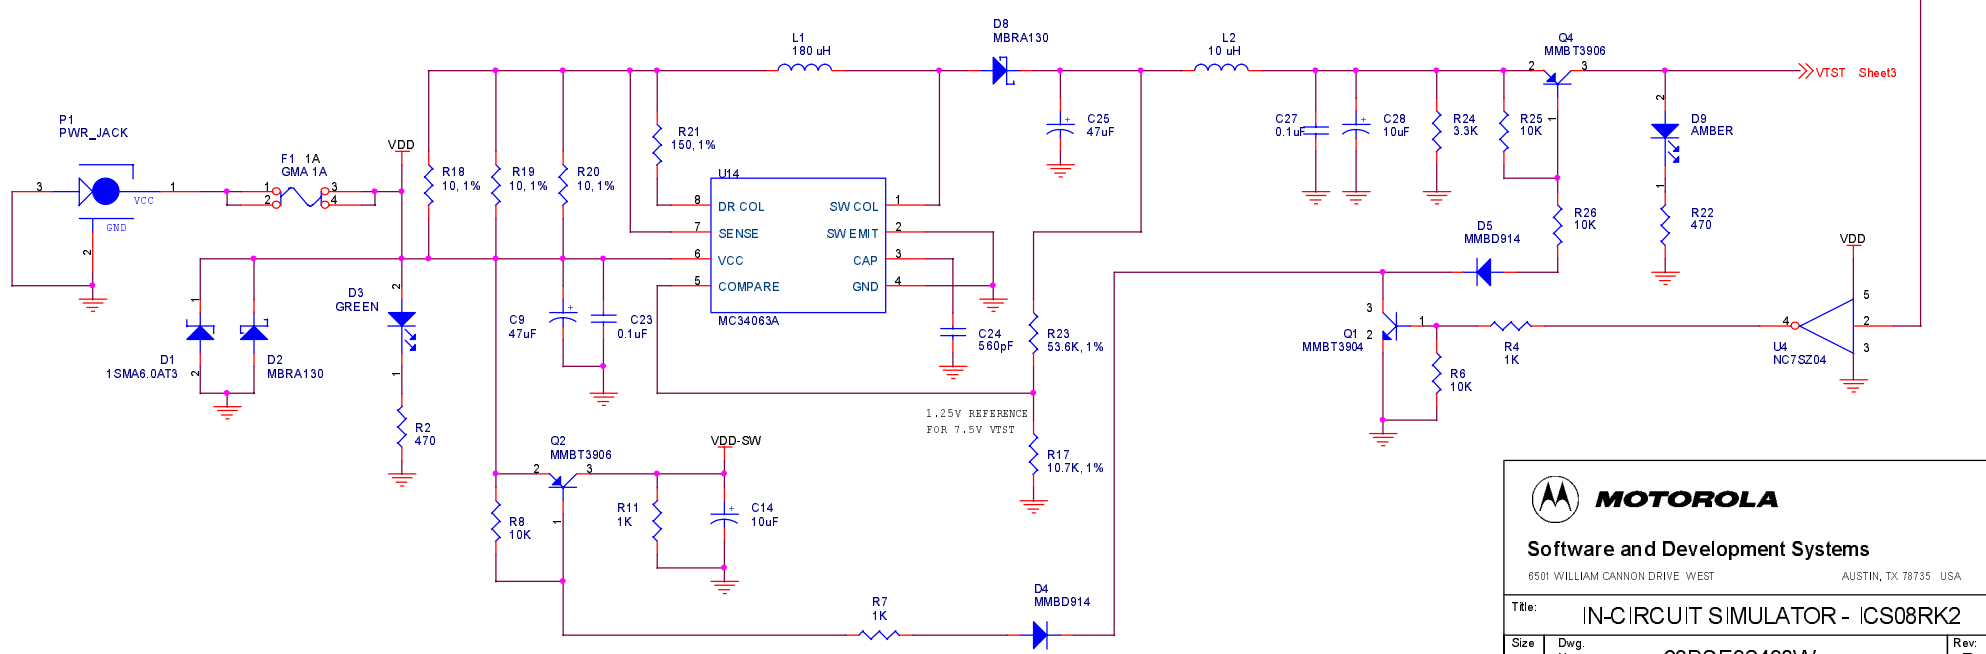 D8
MBRA130
L1
180 uH
L2
10 uH
Q4
MMBT3906
2
3
1
VTST Sheet3
P1
PWR_JACK
3
1
VCC
GND
2
F1 1A
GMA 1A
1
2
3
4
VDD
R18
10, 1%
R19
10, 1%
R20
10, 1%
R21
150, 1%
U14
8
DR COL
SW COL
1
7
SENSE
SW EMIT
2
6
VCC
CAP
3
5
COMPARE
GND
4
MC34063A
C25
47uF
C27
0.1uF
C28
10uF
R24
3.3K
R25
10K
2
D9
AMBER
1
R26
10K
R22
470
D5
MMBD914
VDD
5
4
2
3
U4
NC7SZ04
1
D1
1SMA6.0AT3
2
D2
MBRA130
2
D3
GREEN
1
R2
470
C9
47uF
C23
0.1uF
C24
560pF
R23
53.6K, 1%
1.25V REFERENCE
FOR 7.5V VTST
R17
10.7K, 1%
3
1
Q1
2
MMBT3904
R4
1K
R6
10K
Q2
MMBT3906
2
3
1
VDD-SW
R8
10K
R11
1K
C14
10uF
R7
1K
D4
MMBD914
MOTOROLA
Software and Development Systems
6501 WILLIAM CANNON DRIVE WEST AUSTIN, TX 78735 USA
Title:
IN-CIRCUIT SIMULATOR - ICS08RK2
Size
Dwg.
Rev: